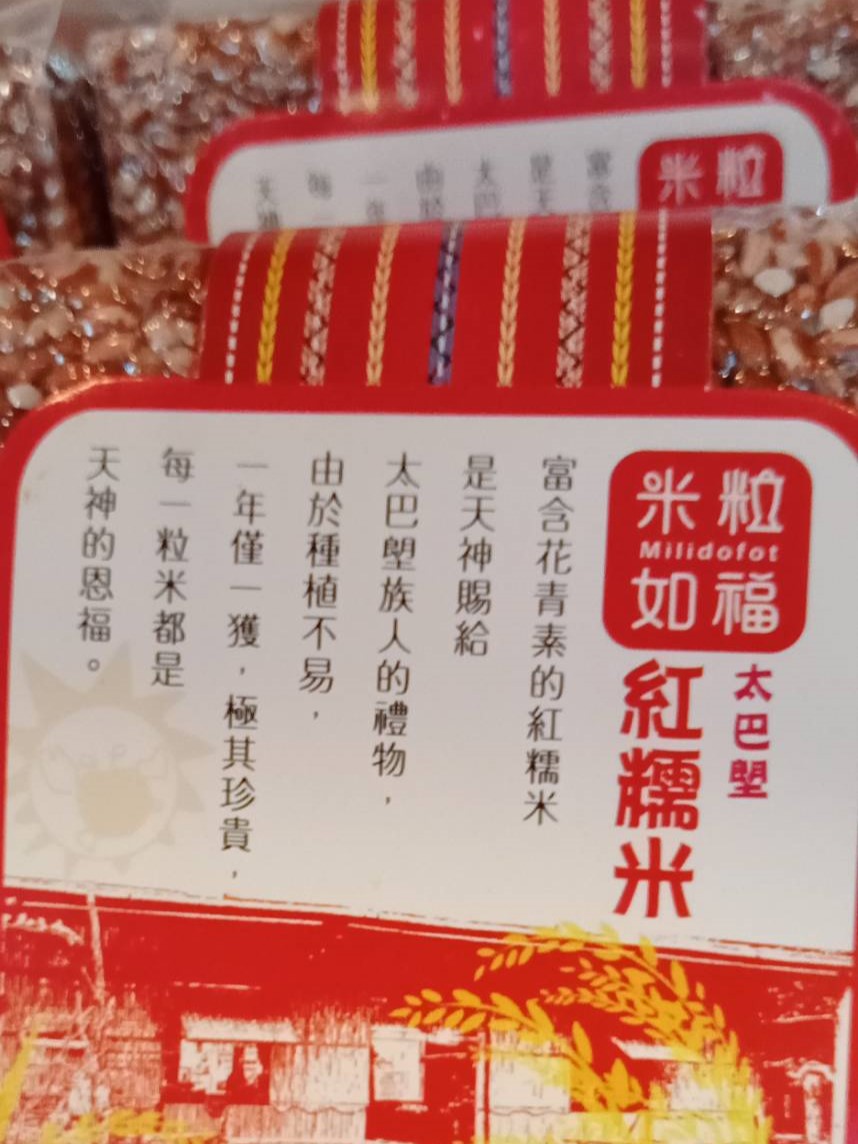 米粒
Milidofot
如福
太巴塱
紅糯米
富含花青素的紅糯米
是天神賜給
太巴塱族人的禮物，
由於種植不易，
一年僅一獲，極其珍貴，
每一粒米都是
天神的恩福。
米粒